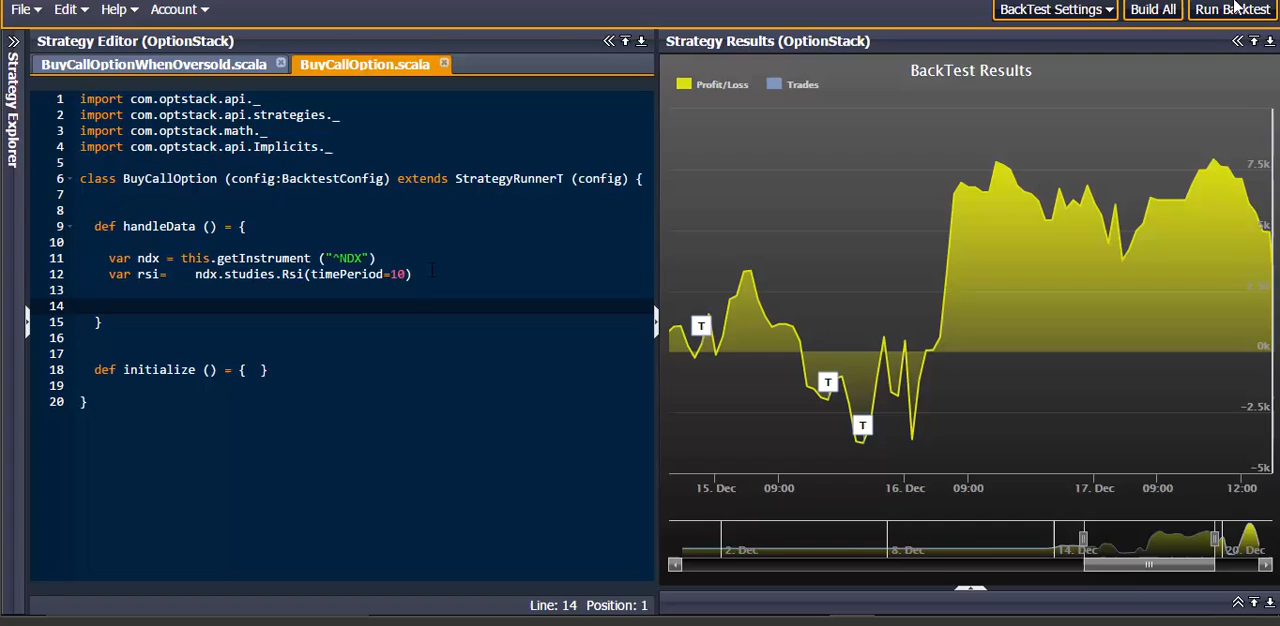 File Edit Help Account BackTest Settings Build All Run Backtest
Strategy Explorer
Strategy Editor (OptionStack)
BuyCallOptionWhenOversold.scala BuyCallOption.scala
1 import com.optstack.api._
2 import com.optstack.api.strategies._
3 import com.optstack.math._
4 import com.optstack.api.Implicits._
5
6 class BuyCallOption (config:BacktestConfig) extends StrategyRunnerT (config) {
7
8
9 def handleData () = {
10
11 var ndx = this.getInstrument ("^NDX")
12 var rsi= ndx.studies.Rsi(timePeriod=10)
13
14
15 }
16
17
18 def initialize () = { }
19
20 }
Line: 14 Position: 1
Strategy Results (OptionStack)
BackTest Results
Profit/Loss Trades
7.5k
2.5k
0k
−2.5k
−5k
T
T
T
15. Dec 09:00 16. Dec 09:00 17. Dec 09:00 12:00
2. Dec 8. Dec 14. Dec 20. Dec